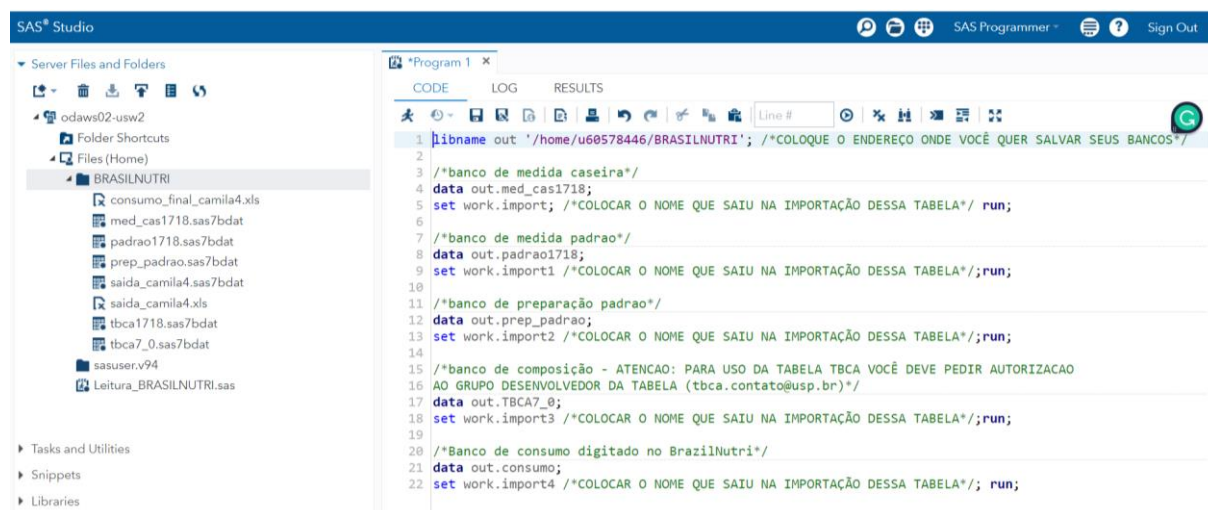 SAS® Studio
SAS Programmer
Sign Out
Server Files and Folders
odaws02-usw2
Folder Shortcuts
Files (Home)
BRASILNUTRI
consumo_final_camila4.xls
med_cas1718.sas7bdat
padrao1718.sas7bdat
prep_padrao.sas7bdat
saida_camila4.sas7bdat
saida_camila4.xls
tbca1718.sas7bdat
tbca7_0.sas7bdat
sasuser.v94
Leitura_BRASILNUTRI.sas
Tasks and Utilities
Snippets
Libraries
*Program 1
CODE LOG RESULTS
Line #
1 libname out '/home/u60578446/BRASILNUTRI'; /*COLOQUE O ENDEREÇO ONDE VOCÊ QUER SALVAR SEUS BANCOS*/
2
3 /*banco de medida caseira*/
4 data out.med_cas1718;
5 set work.import; /*COLOCAR O NOME QUE SAIU NA IMPORTAÇÃO DESSA TABELA*/ run;
6
7 /*banco de medida padrao*/
8 data out.padrao1718;
9 set work.import1 /*COLOCAR O NOME QUE SAIU NA IMPORTAÇÃO DESSA TABELA*/;run;
10
11 /*banco de preparação padrao*/
12 data out.prep_padrao;
13 set work.import2 /*COLOCAR O NOME QUE SAIU NA IMPORTAÇÃO DESSA TABELA*/;run;
14
15 /*banco de composição - ATENCAO: PARA USO DA TABELA TBCA VOCÊ DEVE PEDIR AUTORIZACAO
16 AO GRUPO DESENVOLVEDOR DA TABELA (tbca.contato@usp.br)*/
17 data out.TBCA7_0;
18 set work.import3 /*COLOCAR O NOME QUE SAIU NA IMPORTAÇÃO DESSA TABELA*/;run;
19
20 /*Banco de consumo digitado no BrazilNutri*/
21 data out.consumo;
22 set work.import4 /*COLOCAR O NOME QUE SAIU NA IMPORTAÇÃO DESSA TABELA*/; run;